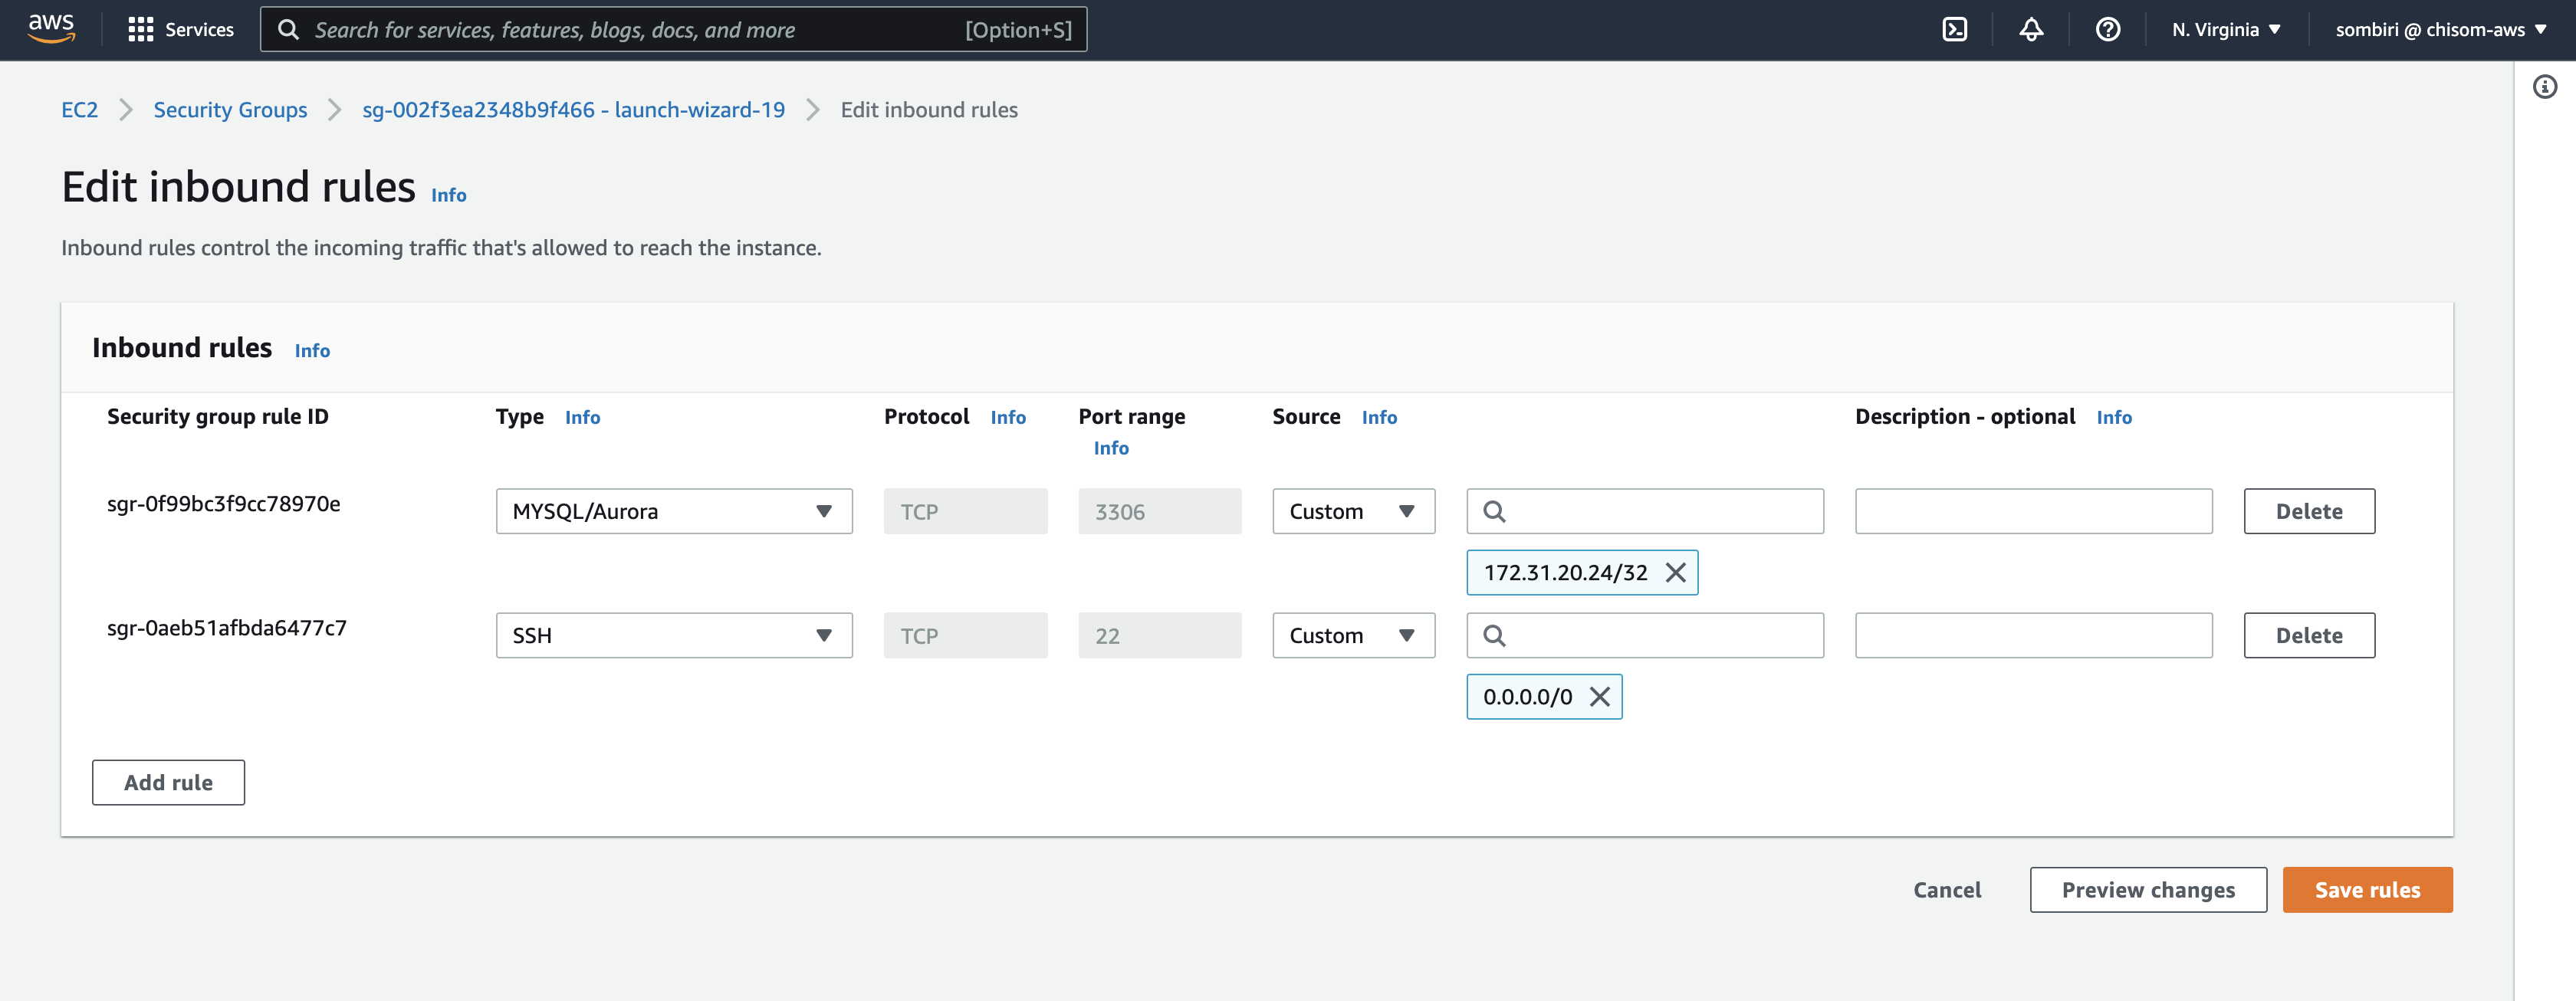 aws Services Search for services, features, blogs, docs, and more [Option+S] N. Virginia sombiri @ chisom-aws
EC2 Security Groups sg-002f3ea2348b9f466 - launch-wizard-19 Edit inbound rules
Edit inbound rules Info
Inbound rules control the incoming traffic that's allowed to reach the instance.
Inbound rules Info
Security group rule ID Type Info Protocol Info Port range Source Info Description - optional Info
Info
sgr-0f99bc3f9cc78970e MYSQL/Aurora TCP 3306 Custom Delete
172.31.20.24/32
sgr-0aeb51afbda6477c7 SSH TCP 22 Custom Delete
0.0.0.0/0
Add rule
Cancel Preview changes Save rules